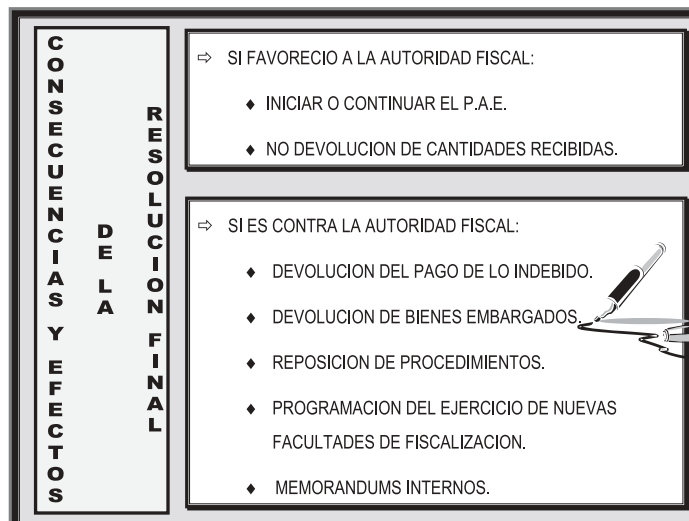 CONSECUENCIAS Y EFECTOS
DE LA
RESOLUCION FINAL
⇨ SI FAVORECIO A LA AUTORIDAD FISCAL:
♦ INICIAR O CONTINUAR EL P.A.E.
♦ NO DEVOLUCION DE CANTIDADES RECIBIDAS.
⇨ SI ES CONTRA LA AUTORIDAD FISCAL:
♦ DEVOLUCION DEL PAGO DE LO INDEBIDO.
♦ DEVOLUCION DE BIENES EMBARGADOS.
♦ REPOSICION DE PROCEDIMIENTOS.
♦ PROGRAMACION DEL EJERCICIO DE NUEVAS
FACULTADES DE FISCALIZACION.
♦ MEMORANDUMS INTERNOS.